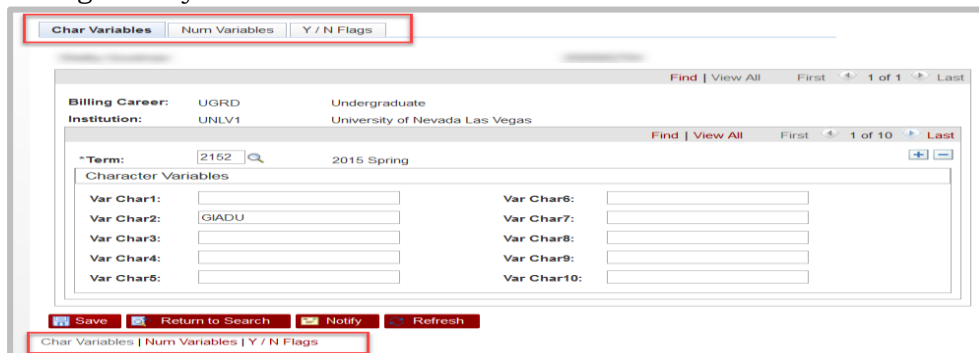 Char Variables Num Variables Y / N Flags
Find | View All First 1 of 1 Last
Billing Career: UGRD Undergraduate
Institution: UNLV1 University of Nevada Las Vegas
Find | View All First 1 of 10 Last
*Term: 2152 2015 Spring
Character Variables
Var Char1: Var Char6:
Var Char2: GIADU Var Char7:
Var Char3: Var Char8:
Var Char4: Var Char9:
Var Char5: Var Char10:
Save Return to Search Notify Refresh
Char Variables | Num Variables | Y / N Flags